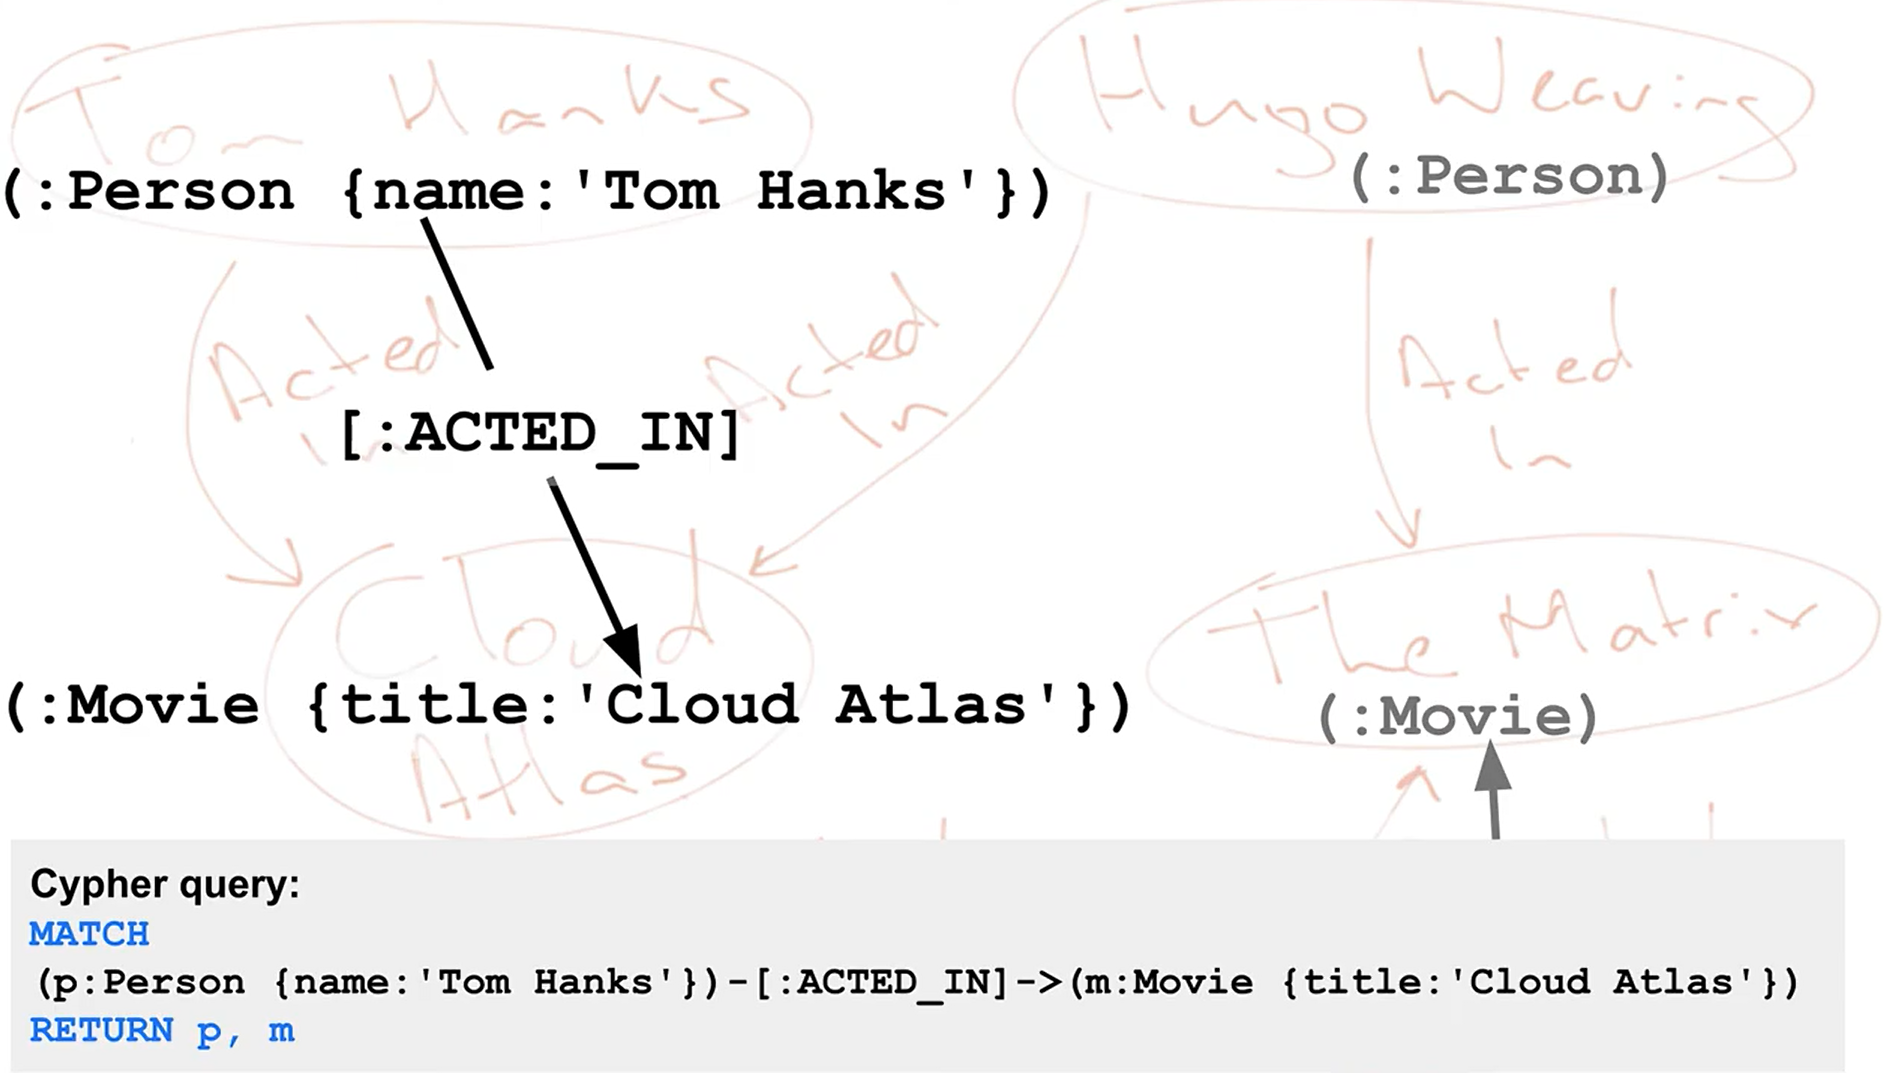 Tom Hanks
Hugo Weaving
(:Person {name:'Tom Hanks'})
(:Person)
Acted
In
Acted
In
Acted
In
[:ACTED_IN]
Cloud
Atlas
The Matrix
(:Movie {title:'Cloud Atlas'})
(:Movie)
Cypher query:
MATCH
(p:Person {name:'Tom Hanks'})-[:ACTED_IN]->(m:Movie {title:'Cloud Atlas'})
RETURN p, m